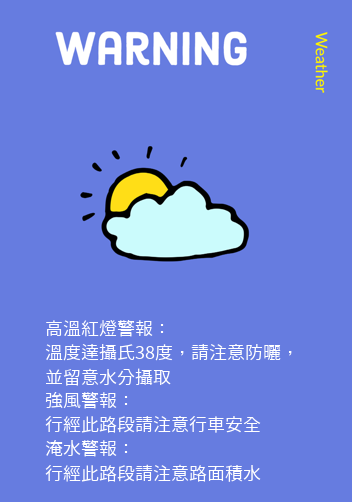 WARNING
Weather
高溫紅燈警報：
溫度達攝氏38度，請注意防曬，
並留意水分攝取
強風警報：
行經此路段請注意行車安全
淹水警報：
行經此路段請注意路面積水